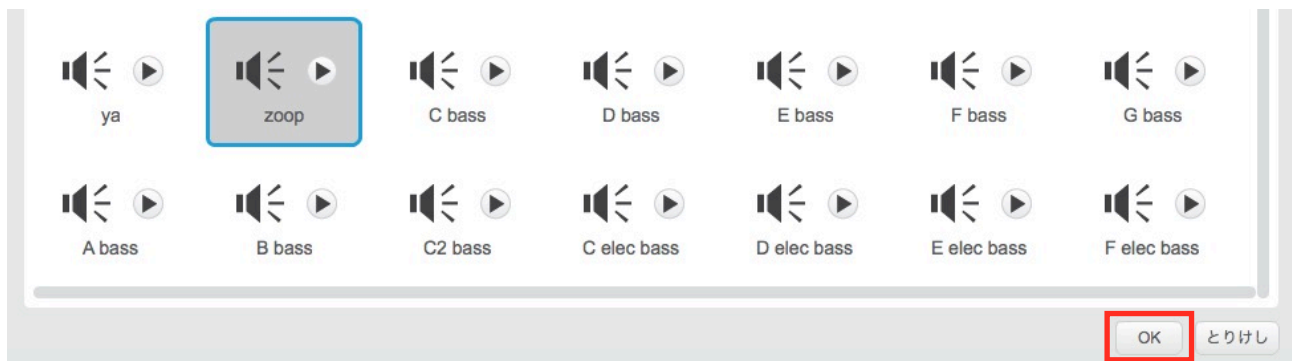 ya zoop C bass D bass E bass F bass G bass
A bass B bass C2 bass C elec bass D elec bass E elec bass F elec bass
OK とりけし